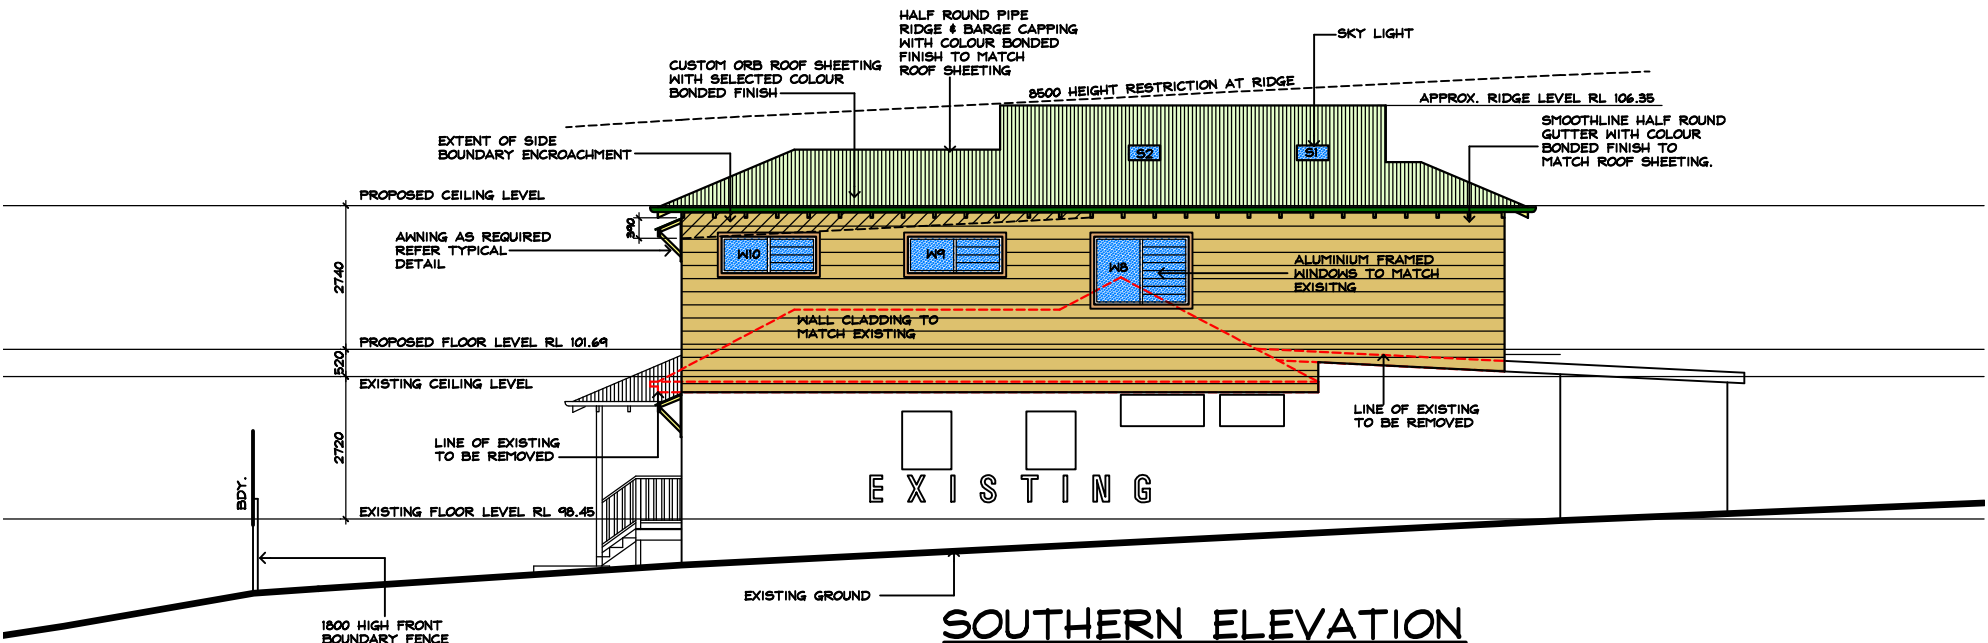 HALF ROUND PIPE
RIDGE & BARGE CAPPING
WITH COLOUR BONDED
FINISH TO MATCH
ROOF SHEETING
SKY LIGHT
CUSTOM ORB ROOF SHEETING
WITH SELECTED COLOUR
BONDED FINISH
8500 HEIGHT RESTRICTION AT RIDGE
APPROX. RIDGE LEVEL RL 106.35
SMOOTHLINE HALF ROUND
GUTTER WITH COLOUR
BONDED FINISH TO
MATCH ROOF SHEETING.
EXTENT OF SIDE
BOUNDARY ENCROACHMENT
S2
S1
PROPOSED CEILING LEVEL
390
AWNING AS REQUIRED
REFER TYPICAL
DETAIL
W10
W9
W8
ALUMINIUM FRAMED
WINDOWS TO MATCH
EXISITNG
2740
WALL CLADDING TO
MATCH EXISTING
PROPOSED FLOOR LEVEL RL 101.69
520
EXISTING CEILING LEVEL
LINE OF EXISTING
TO BE REMOVED
LINE OF EXISTING
TO BE REMOVED
2720
EXISTING
BDY.
EXISTING FLOOR LEVEL RL 98.45
EXISTING GROUND
1800 HIGH FRONT
BOUNDARY FENCE
SOUTHERN ELEVATION